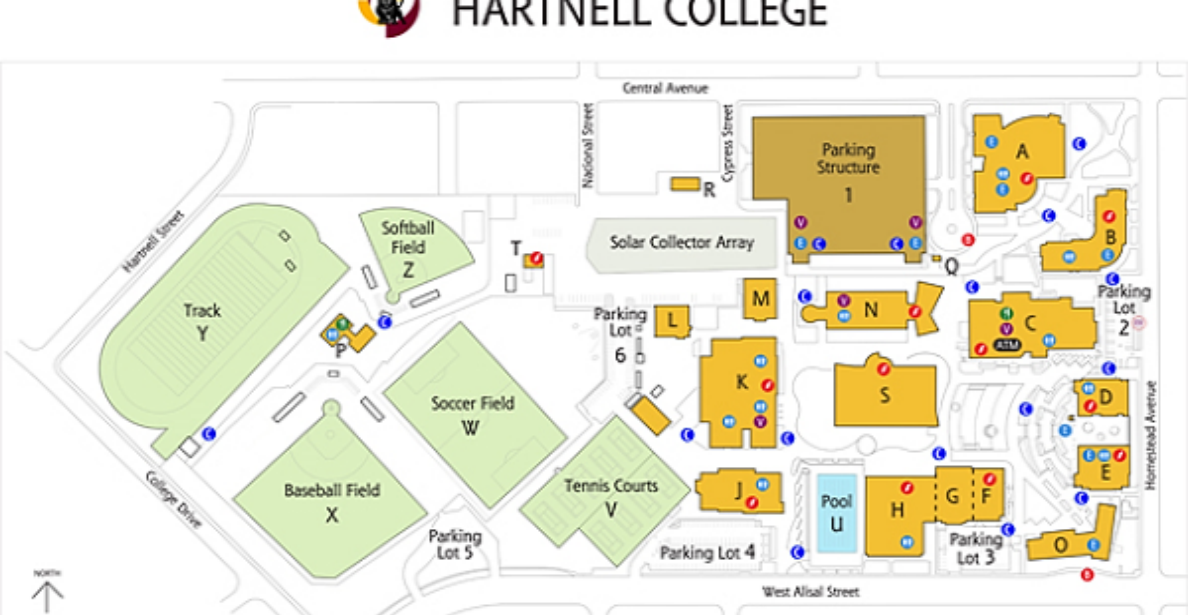 HARTNELL COLLEGE
Central Avenue
National Street
Cypress Street
Parking
Structure
1
A
R
B
Hartnell Street
Softball
Field
Z
T
Solar Collector Array
V
V
E
C
C
E
Q
Track
Y
P
Parking
Lot
6
L
M
N
C
ATM
Parking
Lot
2
Soccer Field
W
K
S
D
E
Homestead Avenue
College Drive
Baseball Field
X
Tennis Courts
V
J
Pool
U
H
G
F
O
Parking
Lot 5
Parking Lot 4
Parking
Lot 3
West Alisal Street
NORTH